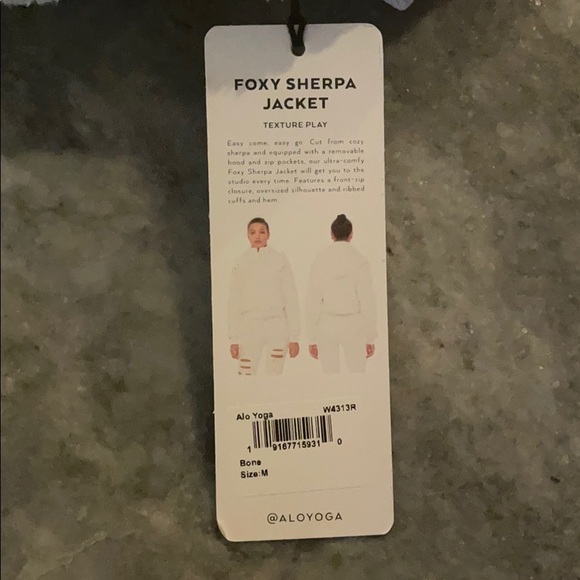 FOXY SHERPA
JACKET
TEXTURE PLAY
Easy come, easy go. Cut from cozy
sherpa and equipped with a removable
hood and zip pockets, our ultra-comfy
Foxy Sherpa Jacket will get you to the
studio every time. Features a front-zip
closure, oversized silhouette and ribbed
cuffs and hem.
Alo Yoga W4313R
1 9167715931 0
Bone
Size:M
@ALOYOGA